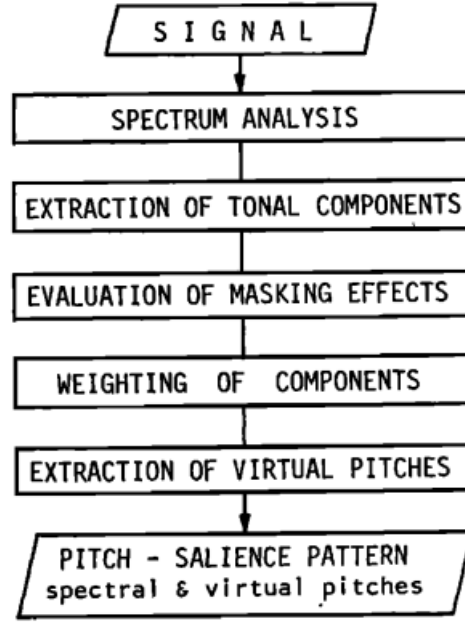 SIGNAL
SPECTRUM ANALYSIS
EXTRACTION OF TONAL COMPONENTS
EVALUATION OF MASKING EFFECTS
WEIGHTING OF COMPONENTS
EXTRACTION OF VIRTUAL PITCHES
PITCH - SALIENCE PATTERN
spectral & virtual pitches